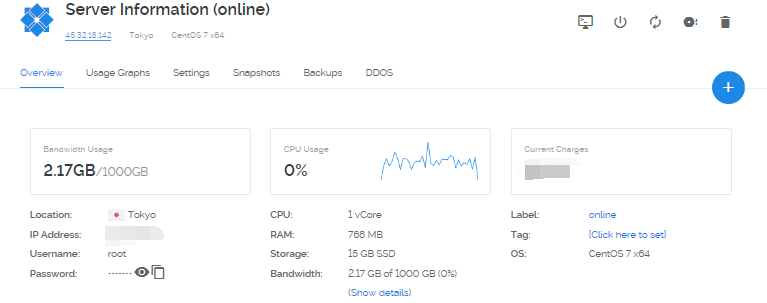 Server Information (online)
45.32.18.142 Tokyo CentOS 7 x64
Overview Usage Graphs Settings Snapshots Backups DDOS
+
Bandwidth Usage CPU Usage Current Charges
2.17GB/1000GB 0%
Location: Tokyo CPU: 1 vCore Label: online
IP Address: RAM: 768 MB Tag: [Click here to set]
Username: root Storage: 15 GB SSD OS: CentOS 7 x64
Password: ······· Bandwidth: 2.17 GB of 1000 GB (0%)
(Show details)